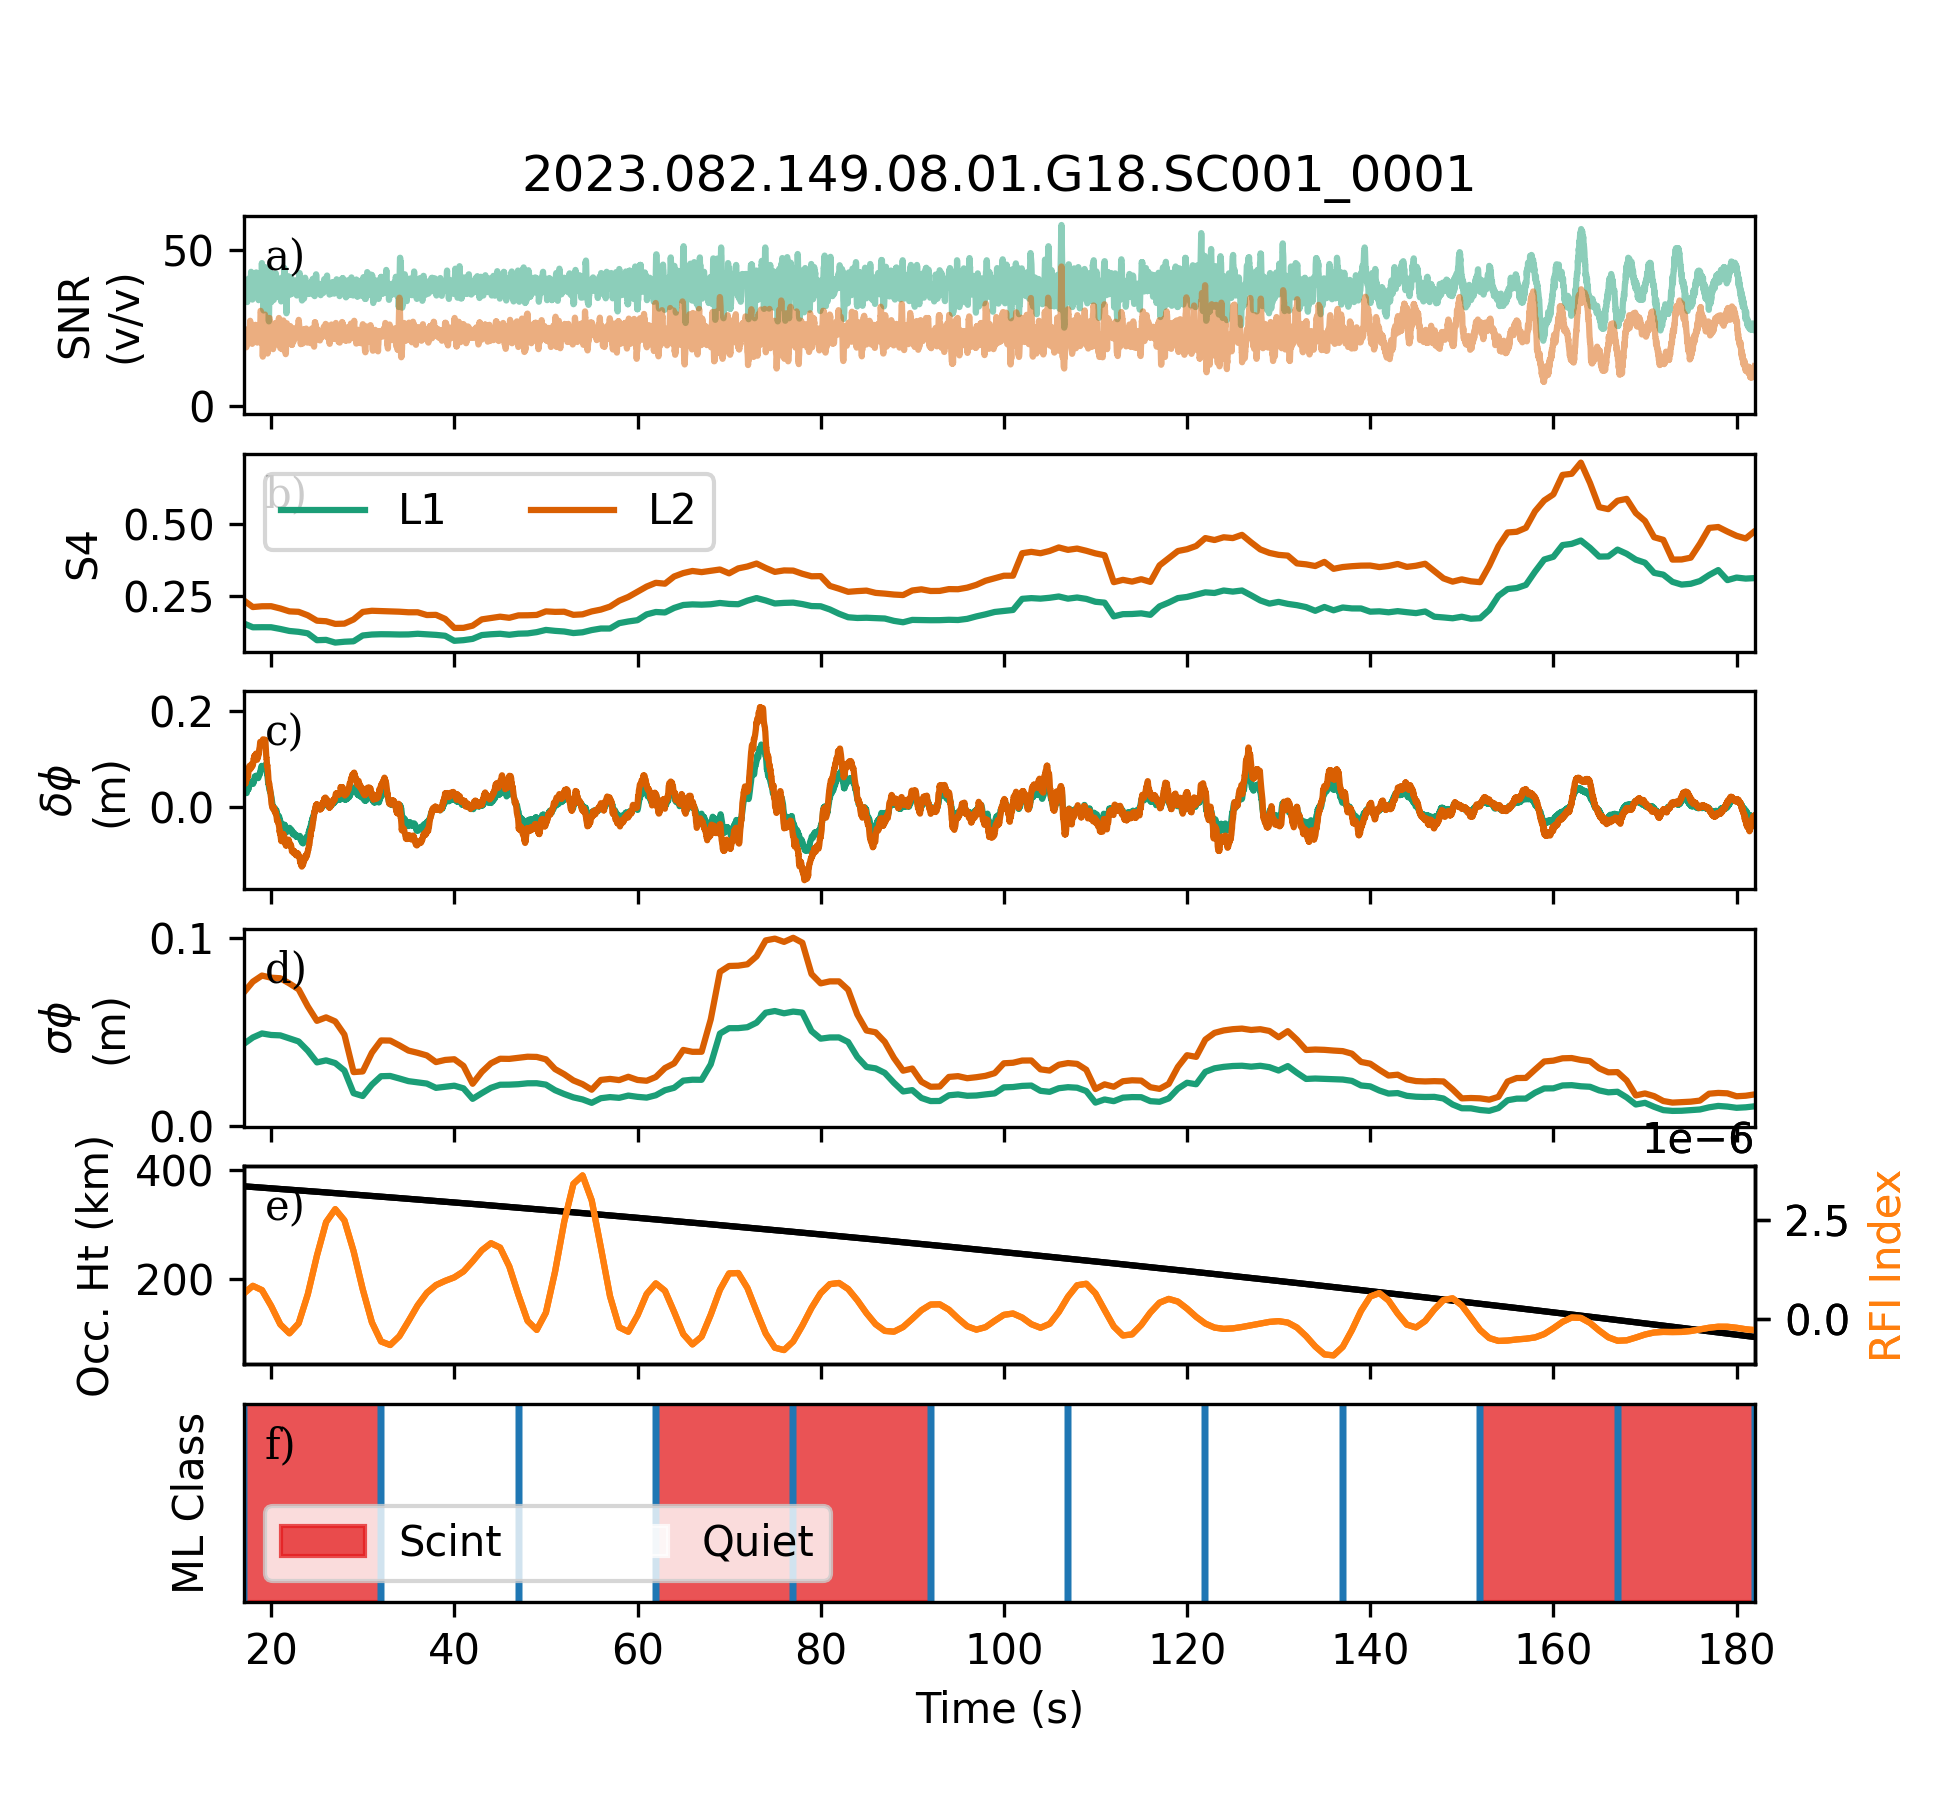 2023.082.149.08.01.G18.SC001_0001
a)
50
0
SNR
(v/v)
b)
L1 L2
0.50
0.25
S4
c)
0.2
0.0
δϕ
(m)
d)
0.1
0.0
σϕ
(m)
1e−6
e)
400
200
Occ. Ht (km)
2.5
0.0
RFI Index
f)
ML Class
Scint Quiet
20 40 60 80 100 120 140 160 180
Time (s)